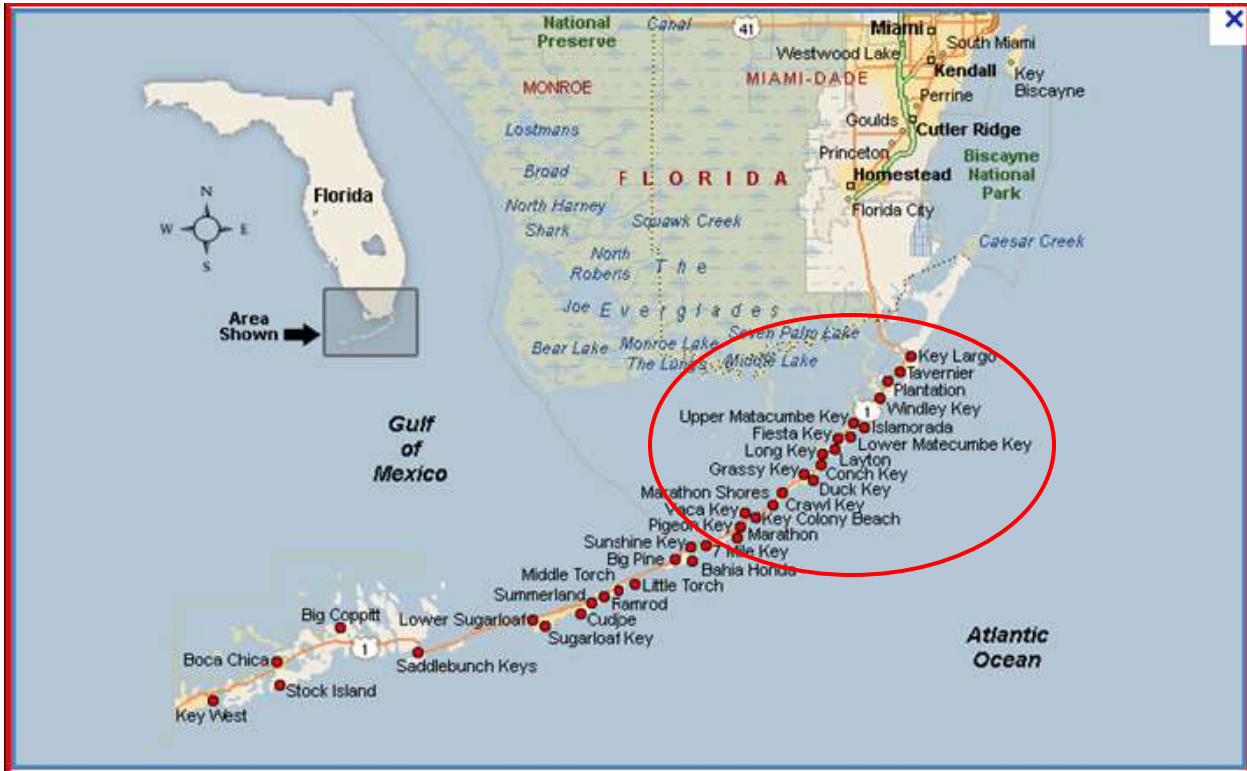 National
Preserve
Canal
41
Miami
South Miami
Westwood Lake
Kendall
Key
Biscayne
MONROE
MIAMI-DADE
Perrine
Goulds
Cutler Ridge
Lostmans
Princeton
Biscayne
National
Park
Broad
FLORIDA
Homestead
Florida
N
W
E
S
North Harney
Shark
Squawk Creek
Florida City
Caesar Creek
North
Roberts
The
Joe
Everglades
Area
Shown
Seven Palm Lake
Bear Lake
Monroe Lake
The Lungs
Middle Lake
Key Largo
Tavernier
Plantation
Windley Key
1
Upper Matacumbe Key
Islamorada
Fiesta Key
Lower Matecumbe Key
Long Key
Layton
Grassy Key
Conch Key
Duck Key
Gulf
of
Mexico
Marathon Shores
Crawl Key
Vaca Key
Key Colony Beach
Pigeon Key
Marathon
Sunshine Key
7 Mile Key
Big Pine
Bahia Honda
Middle Torch
Little Torch
Summerland
Ramrod
Big Coppitt
Lower Sugarloaf
Cudjoe
Sugarloaf Key
1
Boca Chica
Saddlebunch Keys
Stock Island
Key West
Atlantic
Ocean